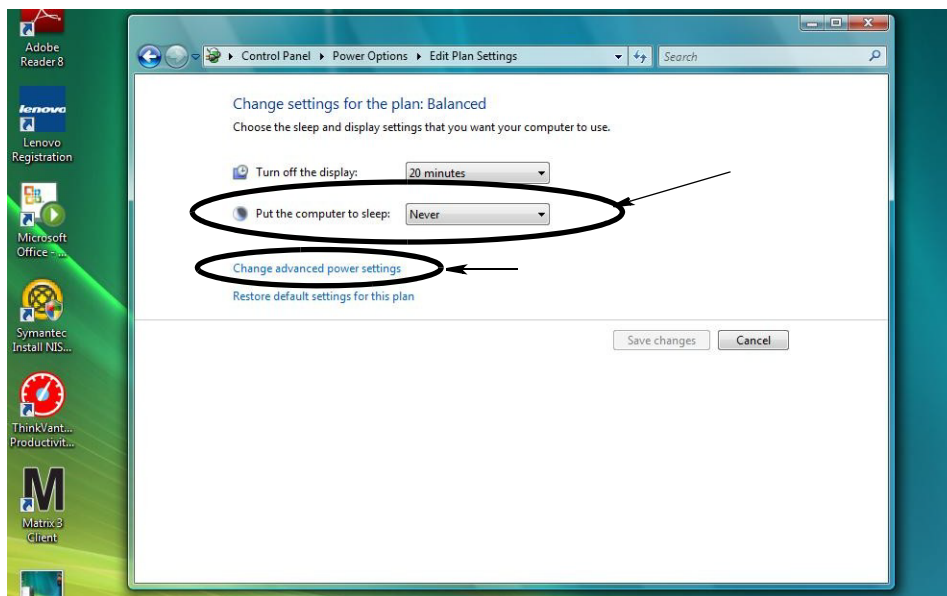 Adobe
Reader 8
lenovo
Lenovo
Registration
Microsoft
Office - ...
Symantec
Install NIS...
ThinkVant...
Productivit...
M
Matrix 3
Client
Control Panel Power Options Edit Plan Settings
Search
Change settings for the plan: Balanced
Choose the sleep and display settings that you want your computer to use.
Turn off the display: 20 minutes
Put the computer to sleep: Never
Change advanced power settings
Restore default settings for this plan
Save changes Cancel